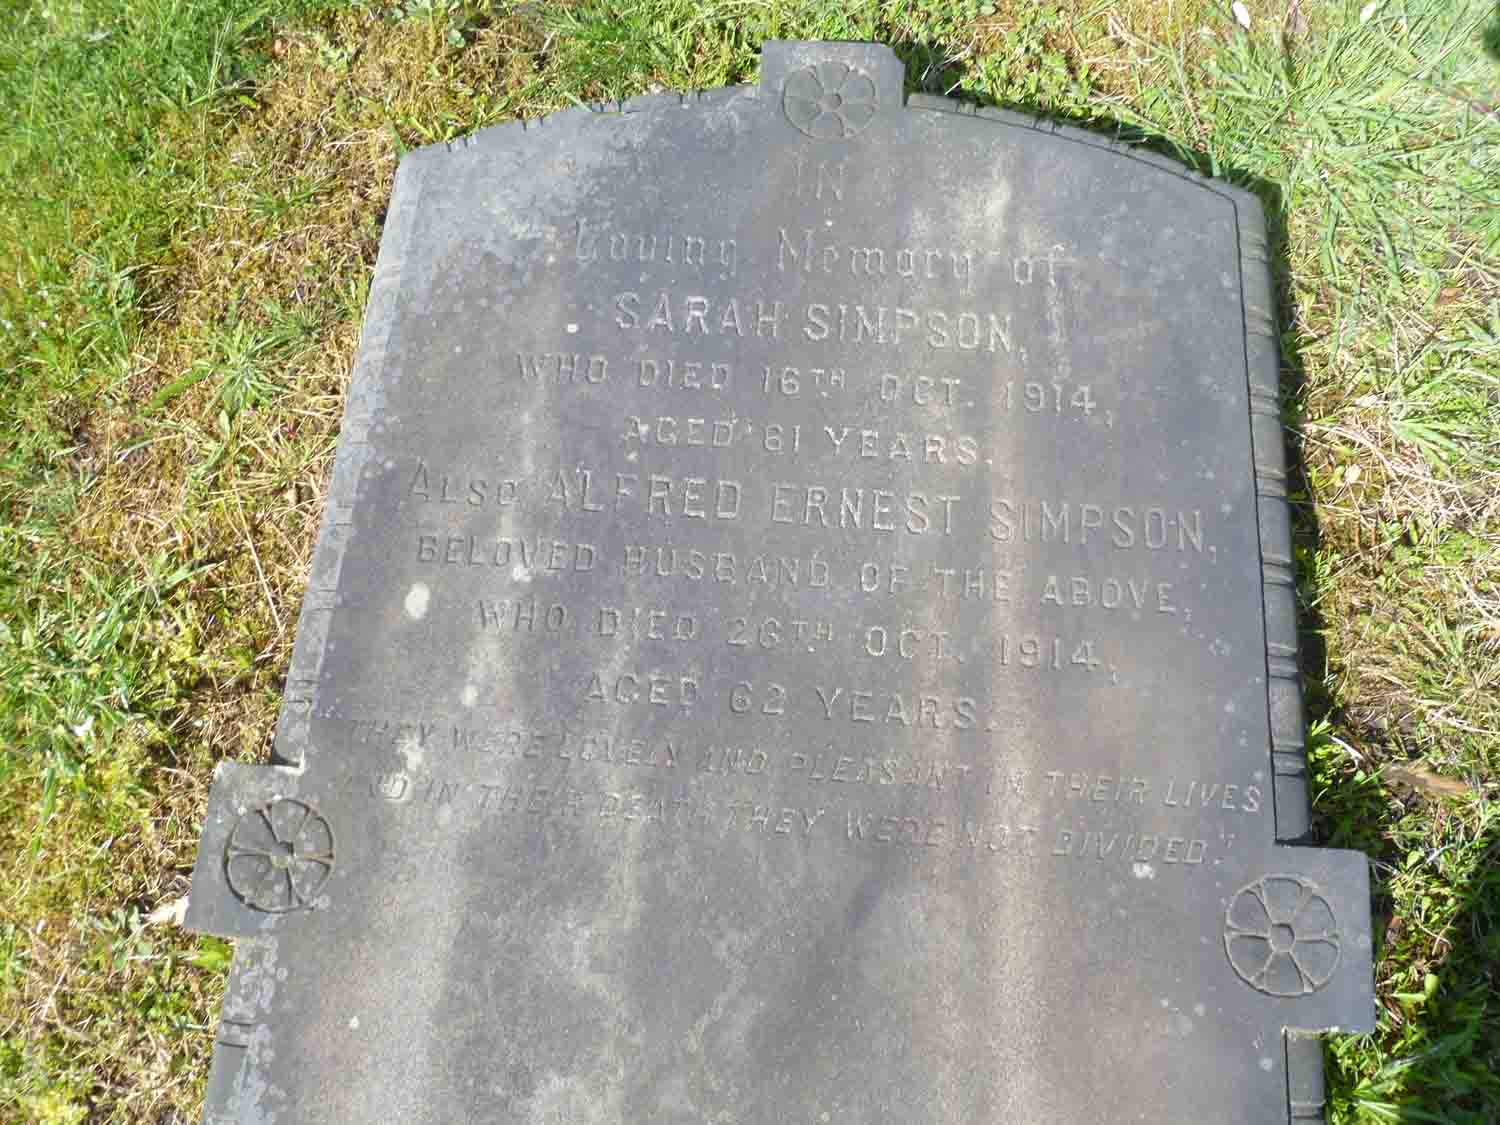 IN
Loving Memory of
SARAH SIMPSON,
WHO DIED 16TH OCT. 1914,
AGED 61 YEARS.
ALSO ALFRED ERNEST SIMPSON,
BELOVED HUSBAND OF THE ABOVE,
WHO DIED 26TH OCT. 1914,
AGED 62 YEARS.
"THEY WERE LOVELY AND PLEASANT IN THEIR LIVES
AND IN THEIR DEATH THEY WERE NOT DIVIDED."